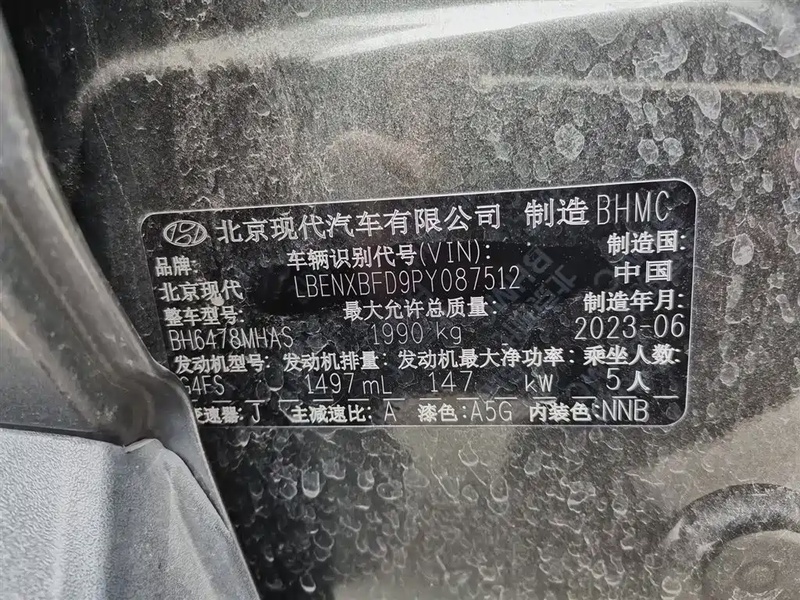 北京现代汽车有限公司 制造 BHMC
品牌: 车辆识别代号(VIN): 制造国:
北京现代 LBENXBFD9PY087512 中国
整车型号: 最大允许总质量: 制造年月:
BH6478MHAS 1990 kg 2023-06
发动机型号: 发动机排量: 发动机最大净功率: 乘坐人数:
G4FS 1497 mL 147 kW 5 人
变速器: J 主减速比: A 漆色: A5G 内装色: NNB